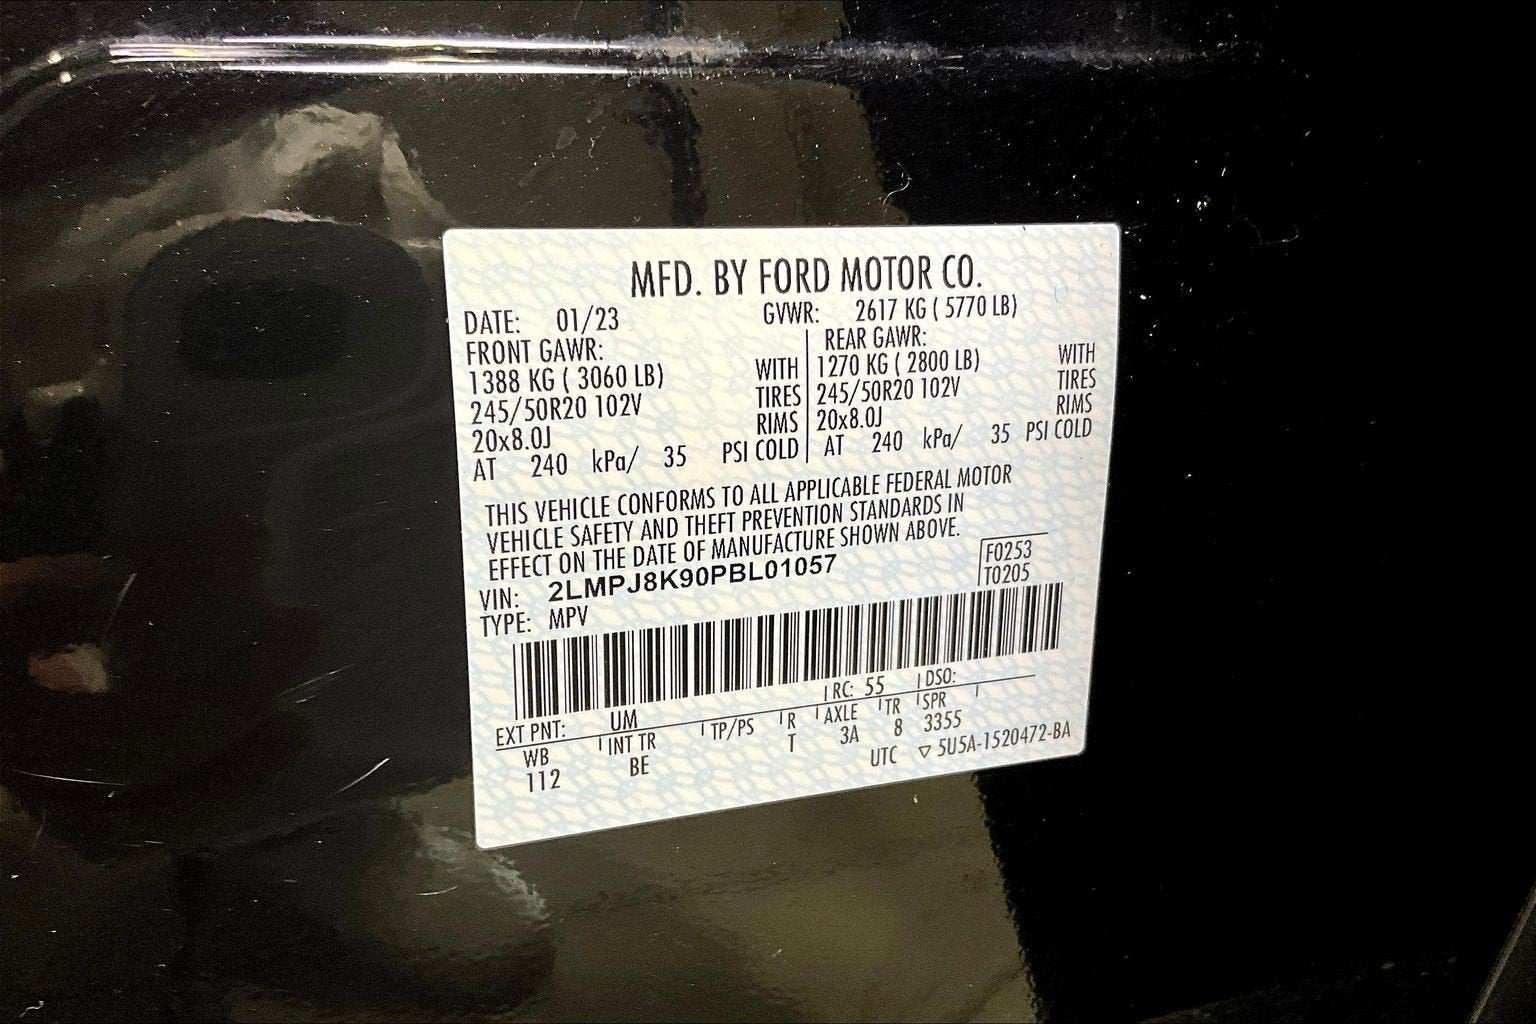 MFD. BY FORD MOTOR CO.
DATE: 01/23 GVWR: 2617 KG ( 5770 LB)
FRONT GAWR: REAR GAWR:
1388 KG ( 3060 LB) WITH 1270 KG ( 2800 LB) WITH
245/50R20 102V TIRES 245/50R20 102V TIRES
20x8.0J RIMS 20x8.0J RIMS
AT 240 kPa/ 35 PSI COLD AT 240 kPa/ 35 PSI COLD
THIS VEHICLE CONFORMS TO ALL APPLICABLE FEDERAL MOTOR
VEHICLE SAFETY AND THEFT PREVENTION STANDARDS IN
EFFECT ON THE DATE OF MANUFACTURE SHOWN ABOVE.
VIN: 2LMPJ8K90PBL01057 F0253
TYPE: MPV T0205
EXT PNT: UM RC: 55 DSO:
WB INT TR TP/PS R AXLE TR SPR
112 BE T 3A 8 3355
UTC ▽ 5U5A-1520472-BA